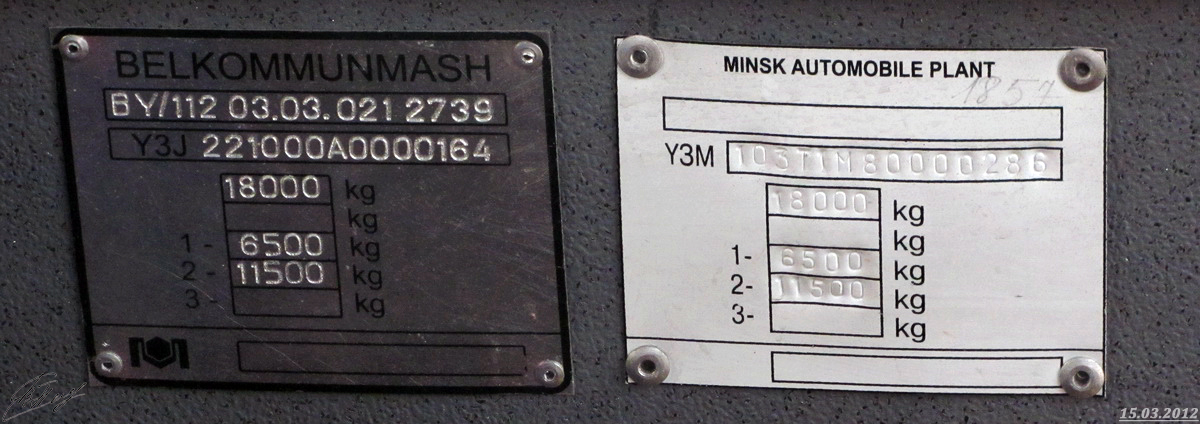 BELKOMMUNMASH
BY/112 03.03.021 2739
Y3J 221000A0000164
18000 kg
kg
1 - 6500 kg
2 - 11500 kg
3 - kg
MINSK AUTOMOBILE PLANT
1857
Y3M 103T1M80000286
18000 kg
kg
1- 6500 kg
2- 11500 kg
3- kg
15.03.2012